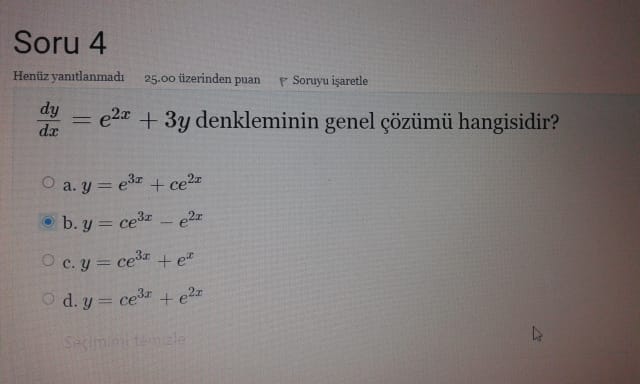 Soru 4
Henüz yanıtlanmadı 25.00 üzerinden puan Soruyu işaretle
dy/dx = e^{2x} + 3y denkleminin genel çözümü hangisidir?
a. y = e^{3x} + ce^{2x}
b. y = ce^{3x} − e^{2x}
c. y = ce^{3x} + e^{x}
d. y = ce^{3x} + e^{2x}
Seçimimi temizle